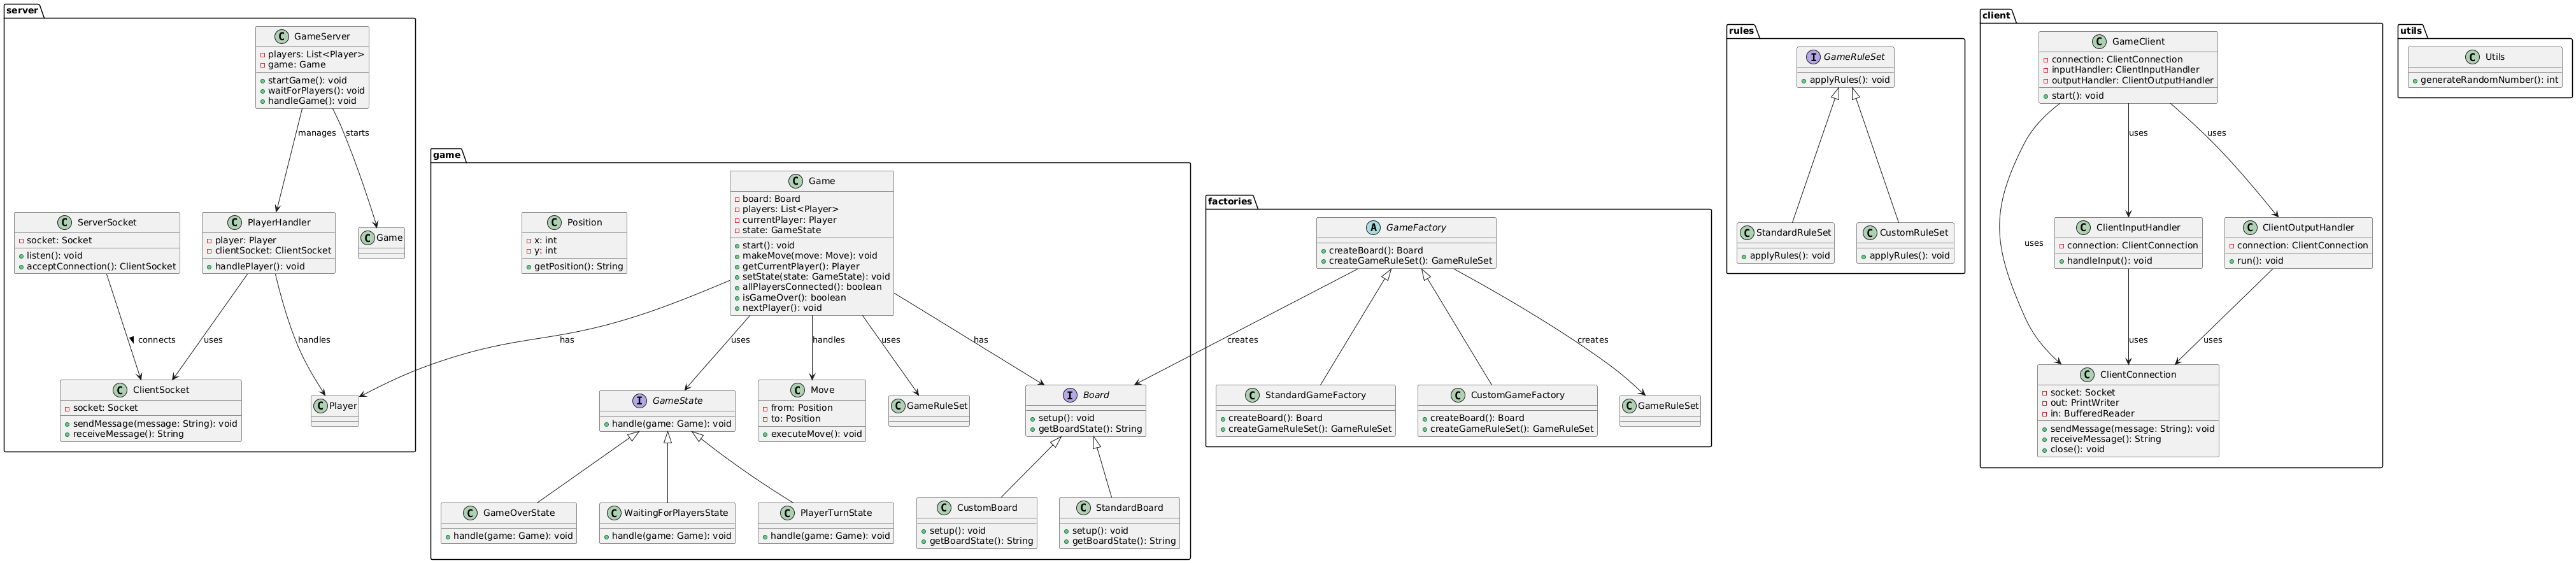 server
C GameServer
players: List<Player>
game: Game
startGame(): void
waitForPlayers(): void
handleGame(): void
manages
starts
C ServerSocket
socket: Socket
listen(): void
acceptConnection(): ClientSocket
C PlayerHandler
player: Player
clientSocket: ClientSocket
handlePlayer(): void
C Game
connects
uses
handles
C ClientSocket
socket: Socket
sendMessage(message: String): void
receiveMessage(): String
C Player
game
C Position
x: int
y: int
getPosition(): String
C Game
board: Board
players: List<Player>
currentPlayer: Player
state: GameState
start(): void
makeMove(move: Move): void
getCurrentPlayer(): Player
setState(state: GameState): void
allPlayersConnected(): boolean
isGameOver(): boolean
nextPlayer(): void
has
uses
handles
uses
has
I GameState
handle(game: Game): void
C Move
from: Position
to: Position
executeMove(): void
C GameRuleSet
I Board
setup(): void
getBoardState(): String
C GameOverState
handle(game: Game): void
C WaitingForPlayersState
handle(game: Game): void
C PlayerTurnState
handle(game: Game): void
C CustomBoard
setup(): void
getBoardState(): String
C StandardBoard
setup(): void
getBoardState(): String
factories
A GameFactory
createBoard(): Board
createGameRuleSet(): GameRuleSet
creates
creates
C StandardGameFactory
createBoard(): Board
createGameRuleSet(): GameRuleSet
C CustomGameFactory
createBoard(): Board
createGameRuleSet(): GameRuleSet
C GameRuleSet
rules
I GameRuleSet
applyRules(): void
C StandardRuleSet
applyRules(): void
C CustomRuleSet
applyRules(): void
client
C GameClient
connection: ClientConnection
inputHandler: ClientInputHandler
outputHandler: ClientOutputHandler
start(): void
uses
uses
uses
C ClientInputHandler
connection: ClientConnection
handleInput(): void
C ClientOutputHandler
connection: ClientConnection
run(): void
uses
uses
C ClientConnection
socket: Socket
out: PrintWriter
in: BufferedReader
sendMessage(message: String): void
receiveMessage(): String
close(): void
utils
C Utils
generateRandomNumber(): int